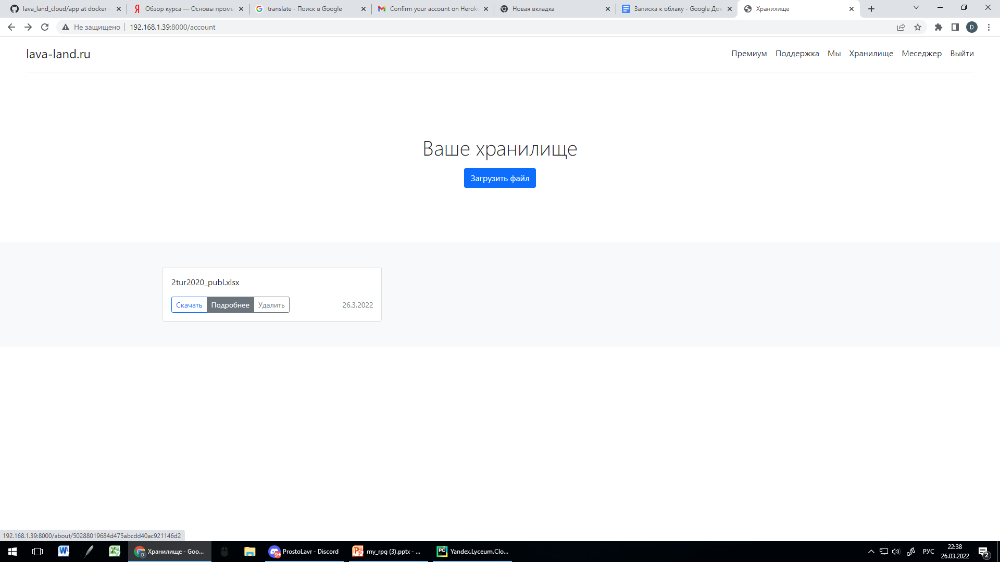 lava_land_cloud/app at docker
Обзор курса — Основы промы
translate - Поиск в Google
Confirm your account on Heroku
Новая вкладка
Записка к облаку - Google Док
Хранилище
Не защищено
192.168.1.39:8000/account
D
lava-land.ru
Премиум
Поддержка
Мы
Хранилище
Меседжер
Выйти
Ваше хранилище
Загрузить файл
2tur2020_publ.xlsx
Скачать
Подробнее
Удалить
26.3.2022
192.168.1.39:8000/about/50288019684d475abcdd40ac921146d2
Хранилище - Goo...
ProstoLavr - Discord
my_rpg (3).pptx - ...
Yandex.Lyceum.Clo...
РУС
22:38
26.03.2022
2